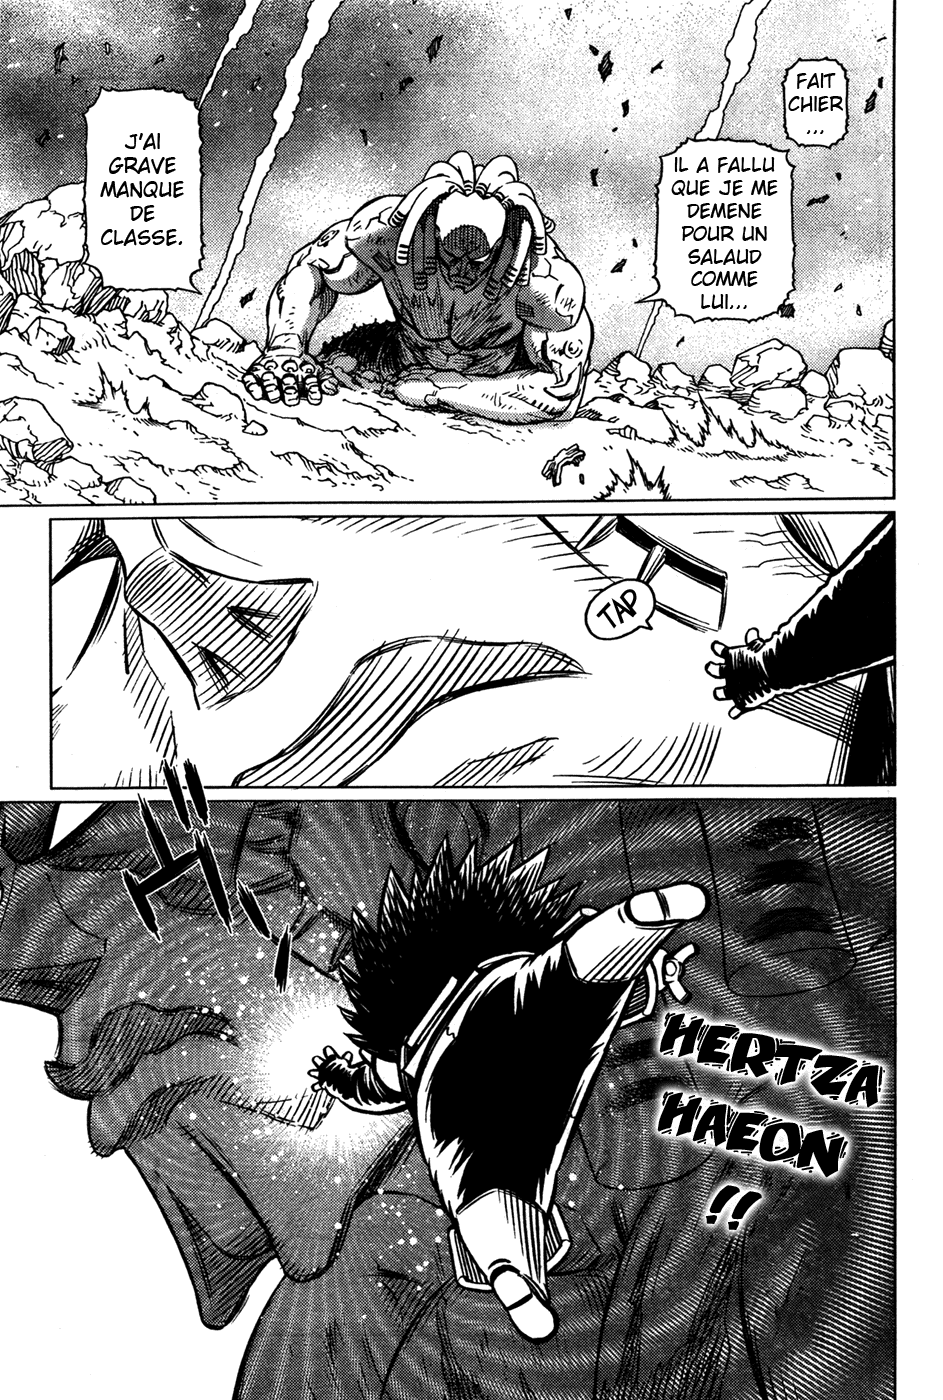 FAIT
CHIER
...
IL A FALLU
QUE JE ME
DEMENE
POUR UN
SALAUD
COMME
LUI...
J'AI
GRAVE
MANQUE
DE
CLASSE.
TAP
HERTZA
HAEON
!!